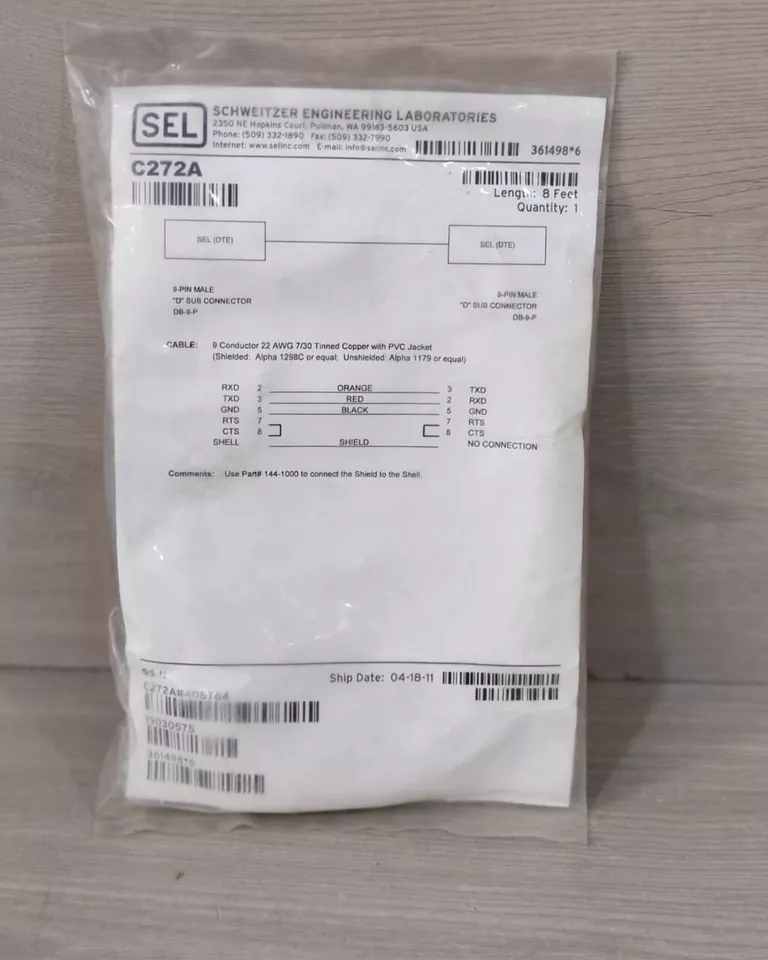 SEL
SCHWEITZER ENGINEERING LABORATORIES
2350 NE Hopkins Court, Pullman, WA 99163-5603 USA
Phone: (509) 332-1890 Fax: (509) 332-7990
Internet: www.selinc.com E-mail: info@selinc.com
361498*6
C272A
Length: 8 Feet
Quantity: 1
SEL (DTE) SEL (DTE)
9-PIN MALE 9-PIN MALE
"D" SUB CONNECTOR "D" SUB CONNECTOR
DB-9-P DB-9-P
CABLE: 9 Conductor 22 AWG 7/30 Tinned Copper with PVC Jacket
(Shielded: Alpha 1298C or equal; Unshielded: Alpha 1179 or equal)
RXD 2 ORANGE 3 TXD
TXD 3 RED 2 RXD
GND 5 BLACK 5 GND
RTS 7 7 RTS
CTS 8 8 CTS
SHELL SHIELD NO CONNECTION
Comments: Use Part# 144-1000 to connect the Shield to the Shell.
Ship Date: 04-18-11
19030575
361498*6